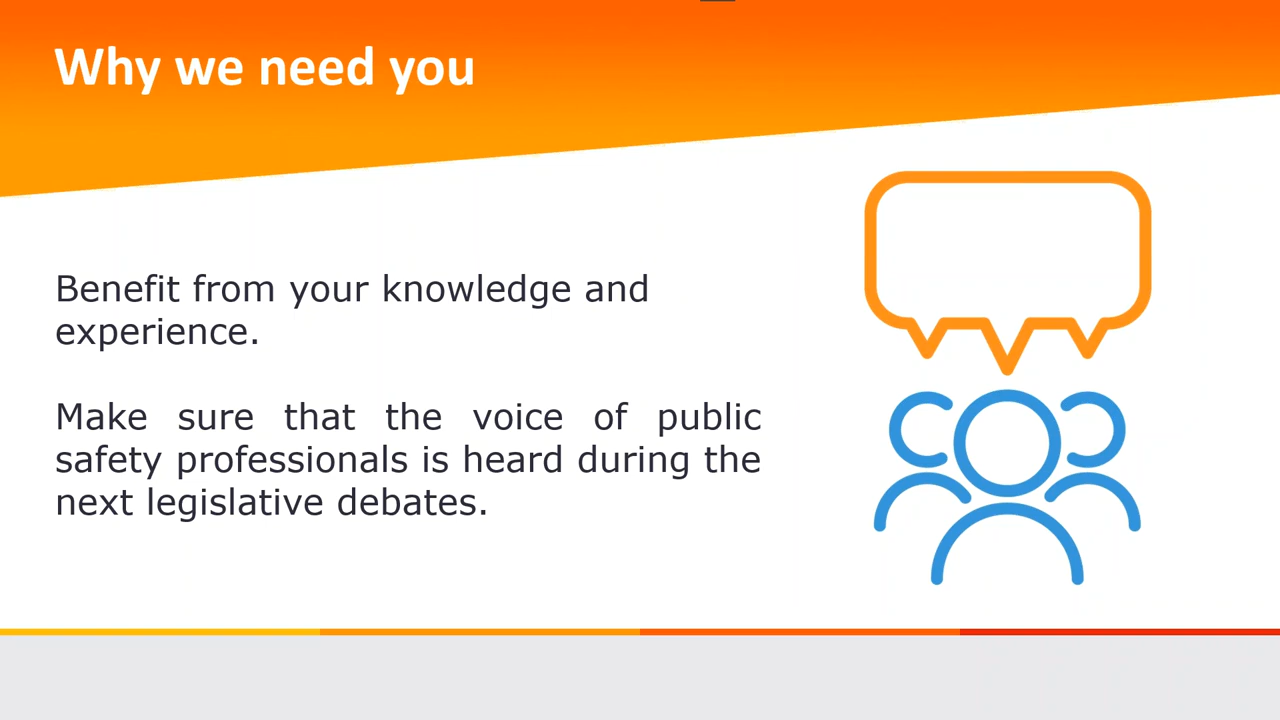 Why we need you
Benefit from your knowledge and
experience.
Make sure that the voice of public
safety professionals is heard during the
next legislative debates.